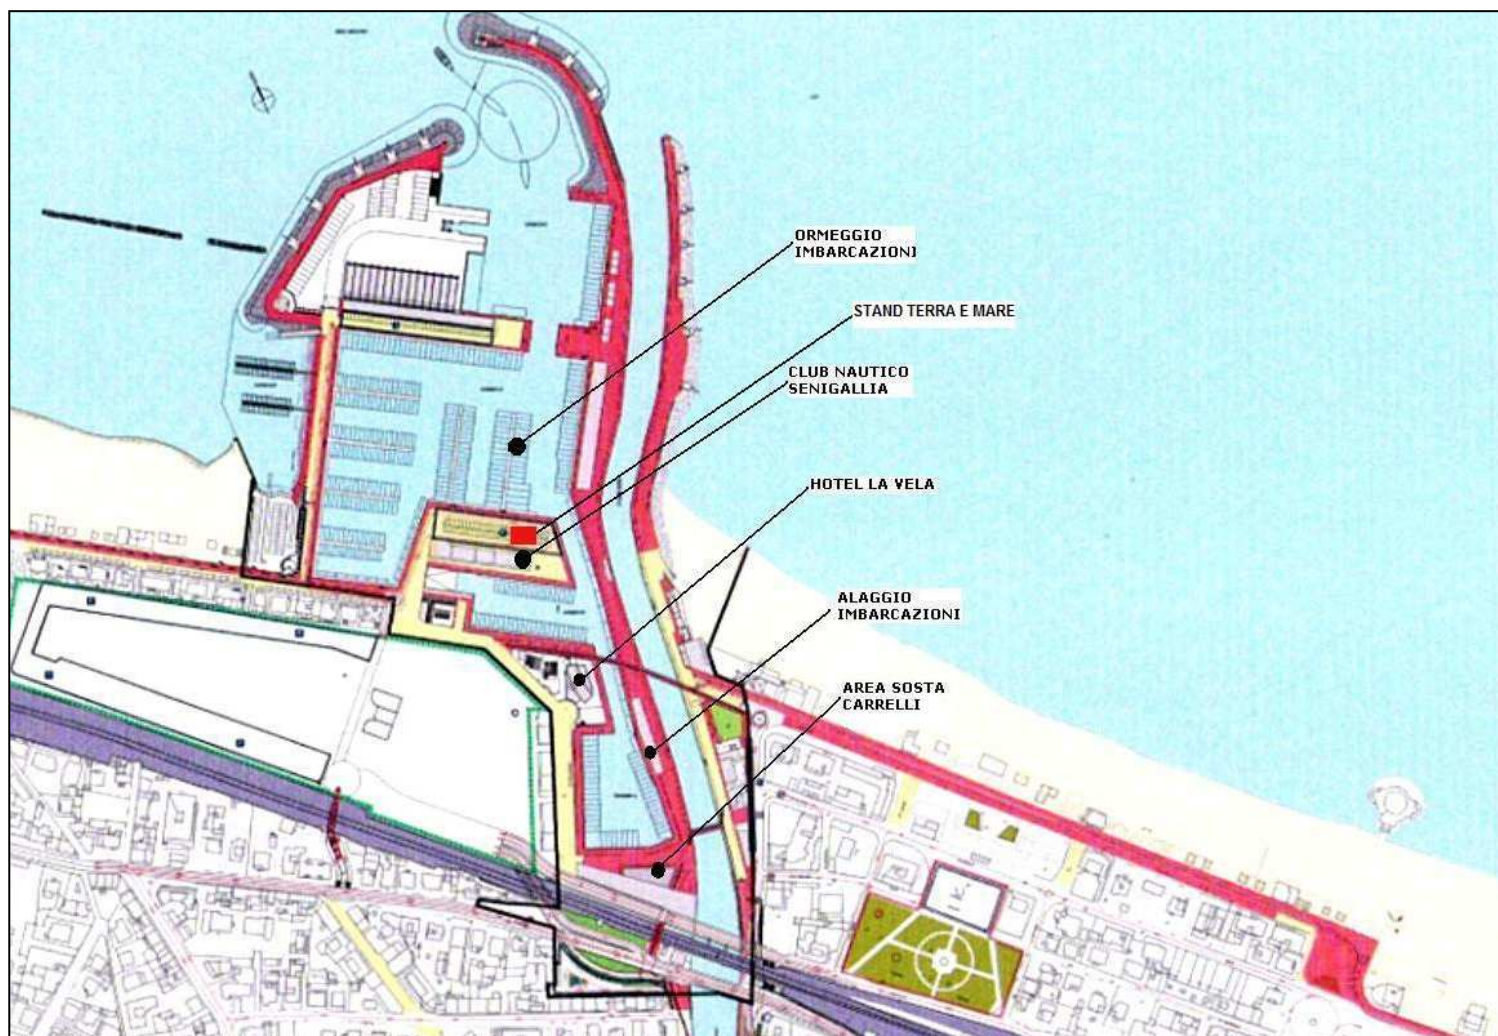 ORMEGGIO
IMBARCAZIONI
STAND TERRA E MARE
CLUB NAUTICO
SENIGALLIA
HOTEL LA VELA
ALAGGIO
IMBARCAZIONI
AREA SOSTA
CARRELLI